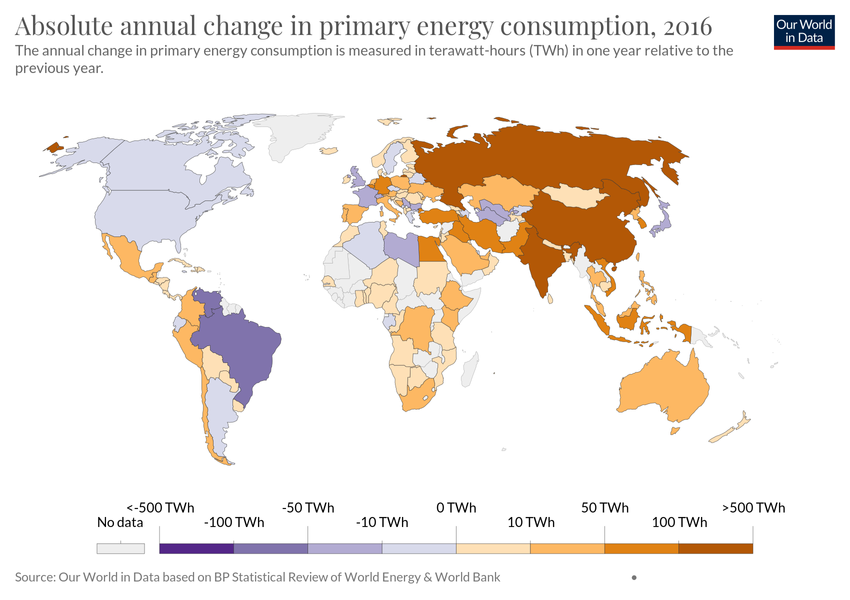 Absolute annual change in primary energy consumption, 2016
Our World
in Data
The annual change in primary energy consumption is measured in terawatt-hours (TWh) in one year relative to the
previous year.
<-500 TWh -50 TWh 0 TWh 50 TWh >500 TWh
No data -100 TWh -10 TWh 10 TWh 100 TWh
Source: Our World in Data based on BP Statistical Review of World Energy & World Bank •